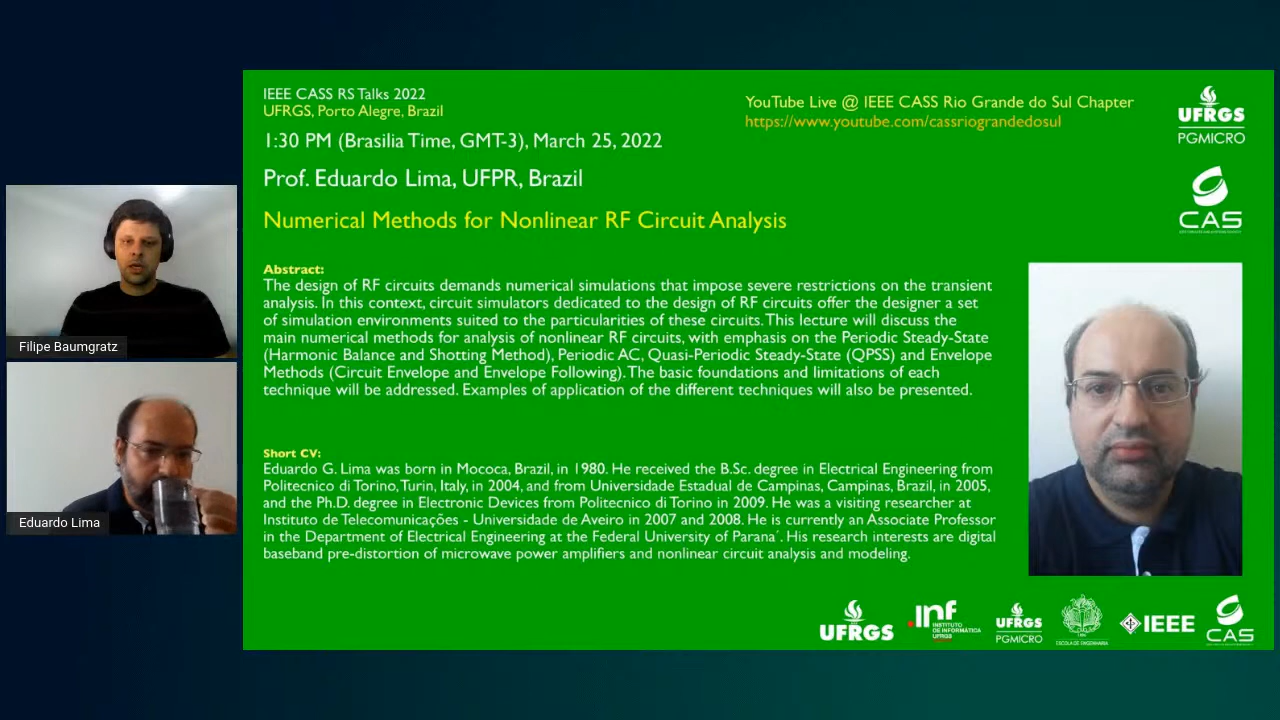 IEEE CASS RS Talks 2022
UFRGS, Porto Alegre, Brazil
1:30 PM (Brasilia Time, GMT-3), March 25, 2022
Prof. Eduardo Lima, UFPR, Brazil
Numerical Methods for Nonlinear RF Circuit Analysis
YouTube Live @ IEEE CASS Rio Grande do Sul Chapter
https://www.youtube.com/cassriograndedosul
UFRGS
PGMICRO
CAS
Abstract:
The design of RF circuits demands numerical simulations that impose severe restrictions on the transient
analysis. In this context, circuit simulators dedicated to the design of RF circuits offer the designer a set
of simulation environments suited to the particularities of these circuits. This lecture will discuss the
main numerical methods for analysis of nonlinear RF circuits, with emphasis on the Periodic Steady-State
(Harmonic Balance and Shotting Method), Periodic AC, Quasi-Periodic Steady-State (QPSS) and Envelope
Methods (Circuit Envelope and Envelope Following). The basic foundations and limitations of each
technique will be addressed. Examples of application of the different techniques will also be presented.
Short CV:
Eduardo G. Lima was born in Mococa, Brazil, in 1980. He received the B.Sc. degree in Electrical Engineering from
Politecnico di Torino, Turin, Italy, in 2004, and from Universidade Estadual de Campinas, Campinas, Brazil, in 2005,
and the Ph.D. degree in Electronic Devices from Politecnico di Torino in 2009. He was a visiting researcher at
Instituto de Telecomunicações - Universidade de Aveiro in 2007 and 2008. He is currently an Associate Professor
in the Department of Electrical Engineering at the Federal University of Parana´. His research interests are digital
baseband pre-distortion of microwave power amplifiers and nonlinear circuit analysis and modeling.
Filipe Baumgratz
Eduardo Lima
UFRGS
inf
INSTITUTO
DE INFORMÁTICA
UFRGS
UFRGS
PGMICRO
ESCOLA DE ENGENHARIA
IEEE
CAS